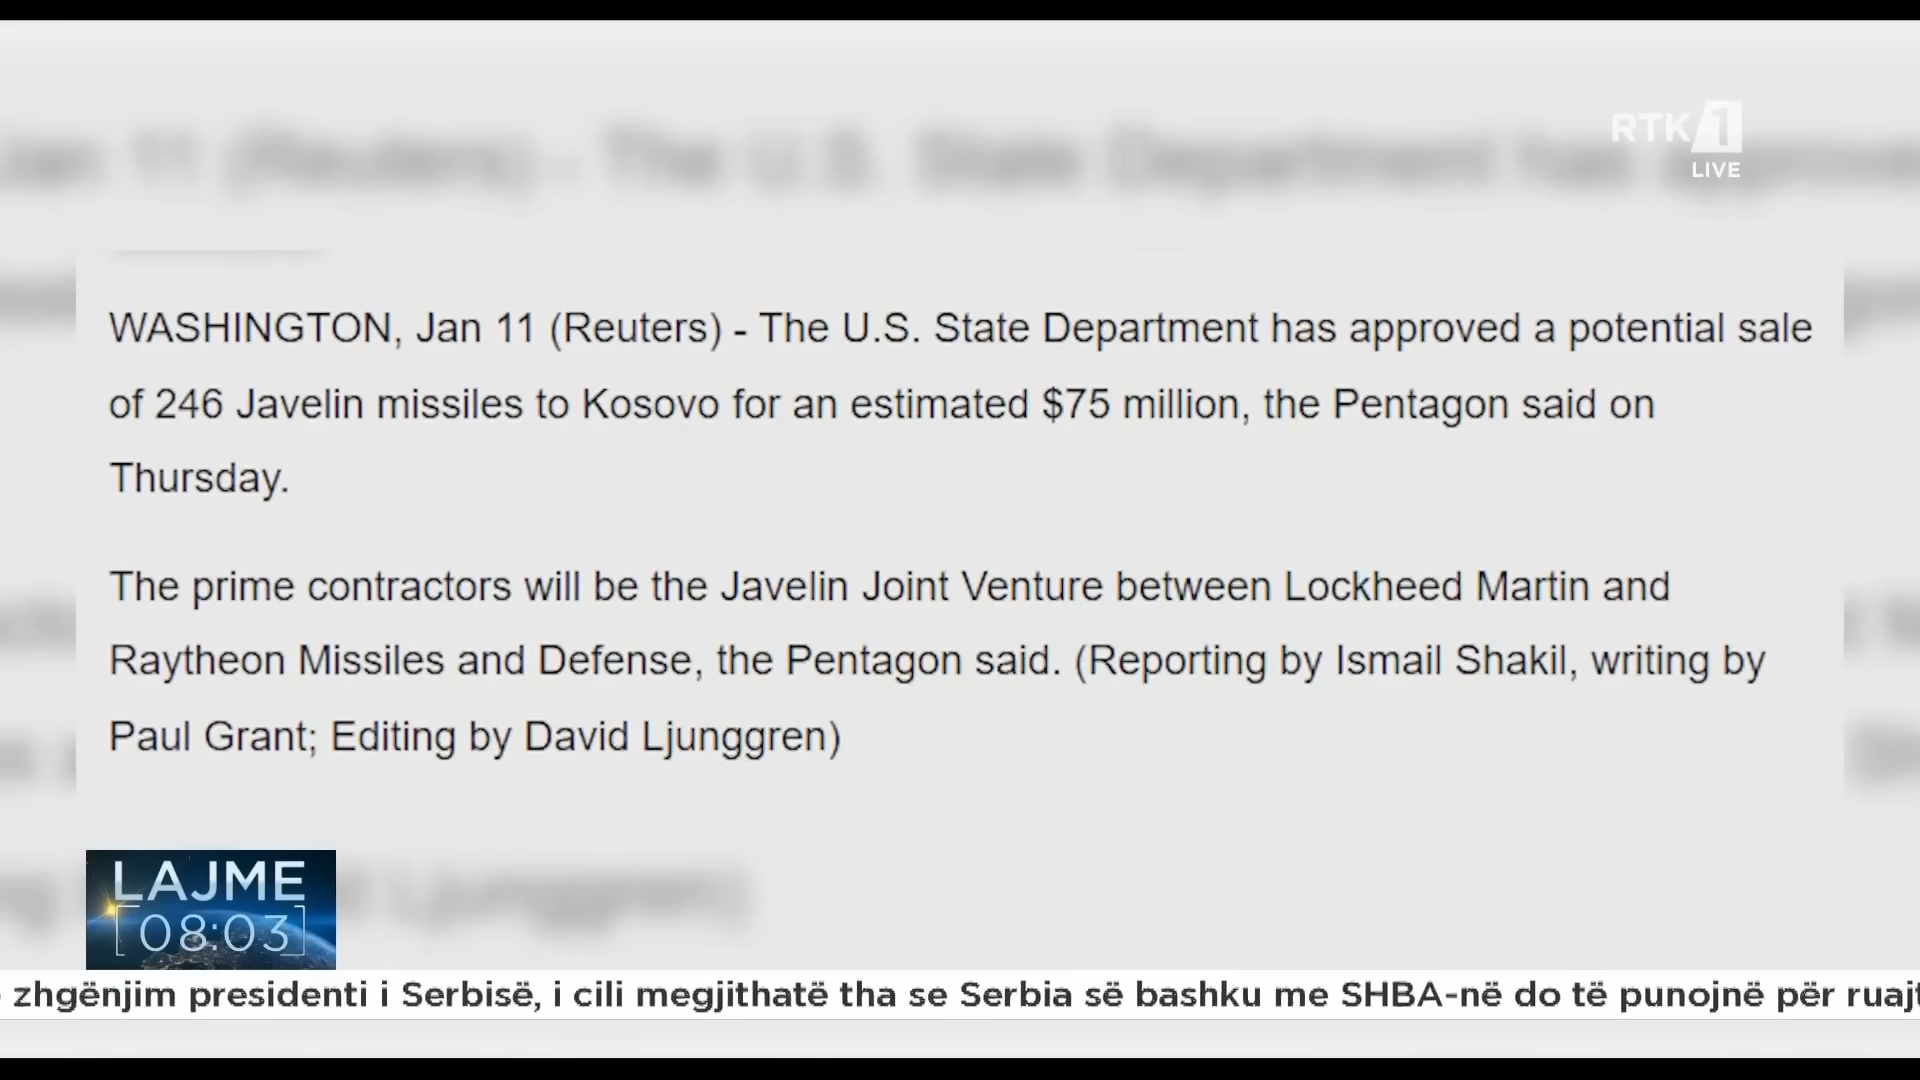 RTK 1
LIVE
WASHINGTON, Jan 11 (Reuters) - The U.S. State Department has approved a potential sale
of 246 Javelin missiles to Kosovo for an estimated $75 million, the Pentagon said on
Thursday.
The prime contractors will be the Javelin Joint Venture between Lockheed Martin and
Raytheon Missiles and Defense, the Pentagon said. (Reporting by Ismail Shakil, writing by
Paul Grant; Editing by David Ljunggren)
LAJME
08:03
zhgënjim presidenti i Serbisë, i cili megjithatë tha se Serbia së bashku me SHBA-në do të punojnë për